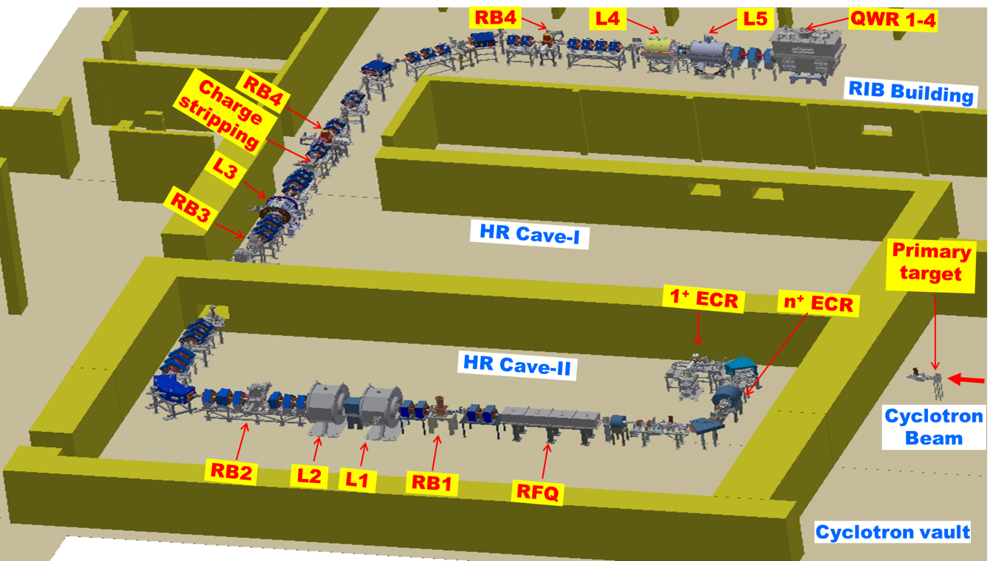 RB4
L4
L5
QWR 1-4
RIB Building
RB4
Charge
stripping
L3
RB3
HR Cave-I
Primary
target
1+ ECR
n+ ECR
HR Cave-II
Cyclotron
Beam
RB2
L2
L1
RB1
RFQ
Cyclotron vault